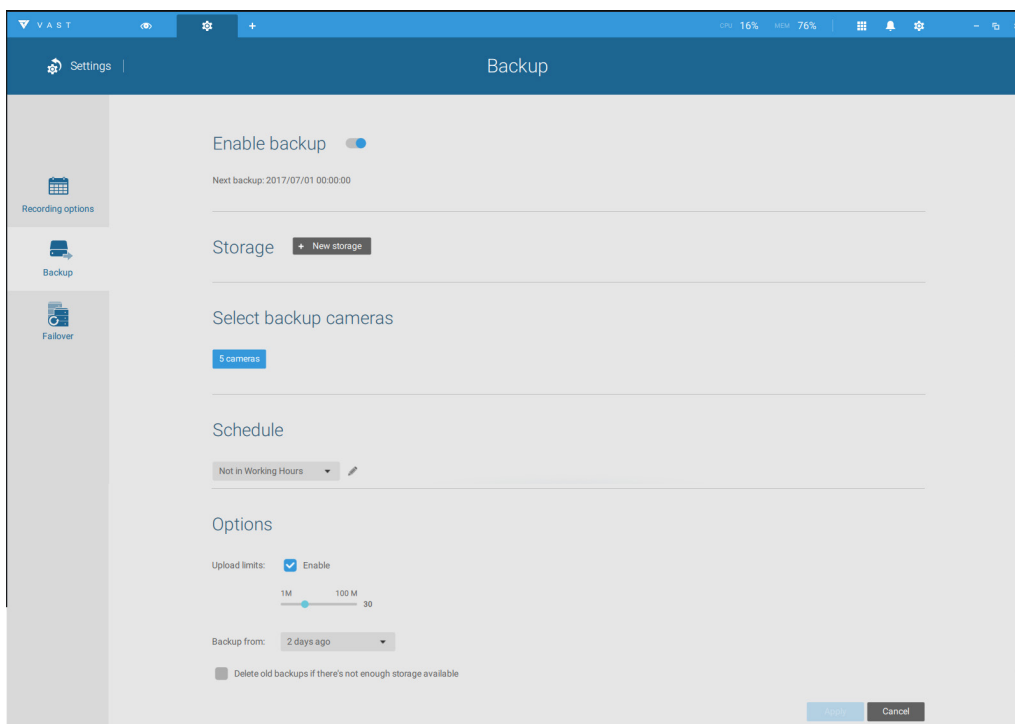 VAST
+
CPU 16% MEM 76%
Settings
Backup
Enable backup
Next backup: 2017/07/01 00:00:00
Recording options
Storage + New storage
Backup
Select backup cameras
Failover
5 cameras
Schedule
Not in Working Hours
Options
Upload limits: Enable
1M 100 M
30
Backup from: 2 days ago
Delete old backups if there's not enough storage available
Apply Cancel